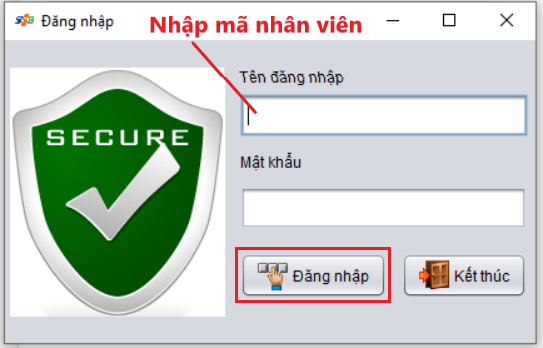 Đăng nhập
Nhập mã nhân viên
Tên đăng nhập
SECURE
Mật khẩu
Đăng nhập
Kết thúc